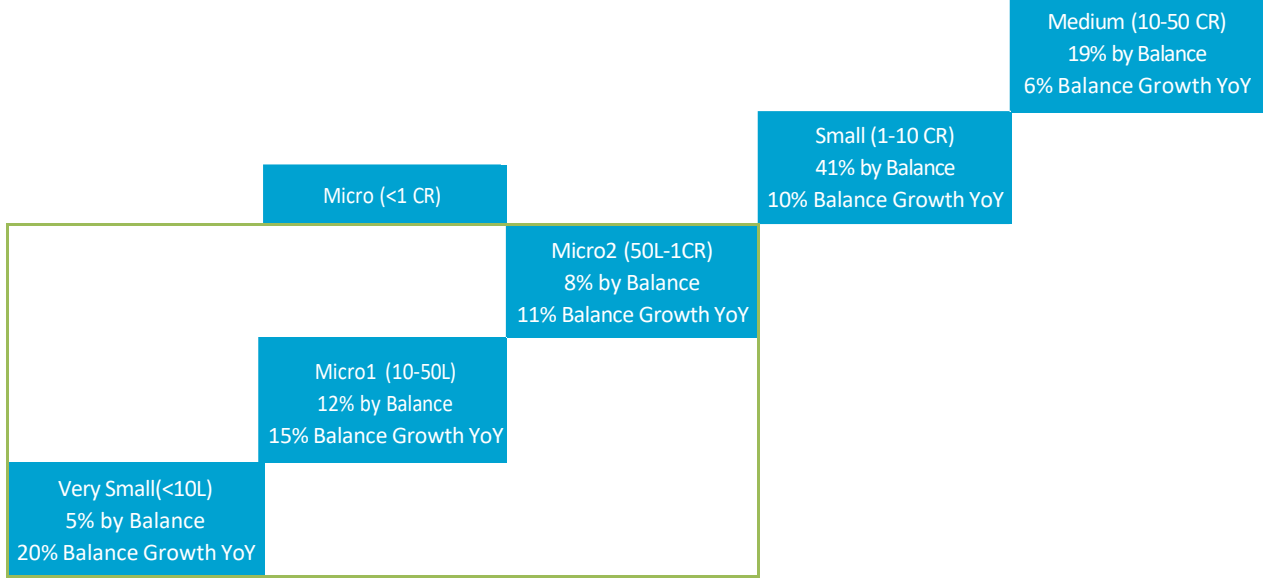 Medium (10-50 CR)
19% by Balance
6% Balance Growth YoY
Small (1-10 CR)
41% by Balance
10% Balance Growth YoY
Micro (<1 CR)
Micro2 (50L-1CR)
8% by Balance
11% Balance Growth YoY
Micro1 (10-50L)
12% by Balance
15% Balance Growth YoY
Very Small(<10L)
5% by Balance
20% Balance Growth YoY